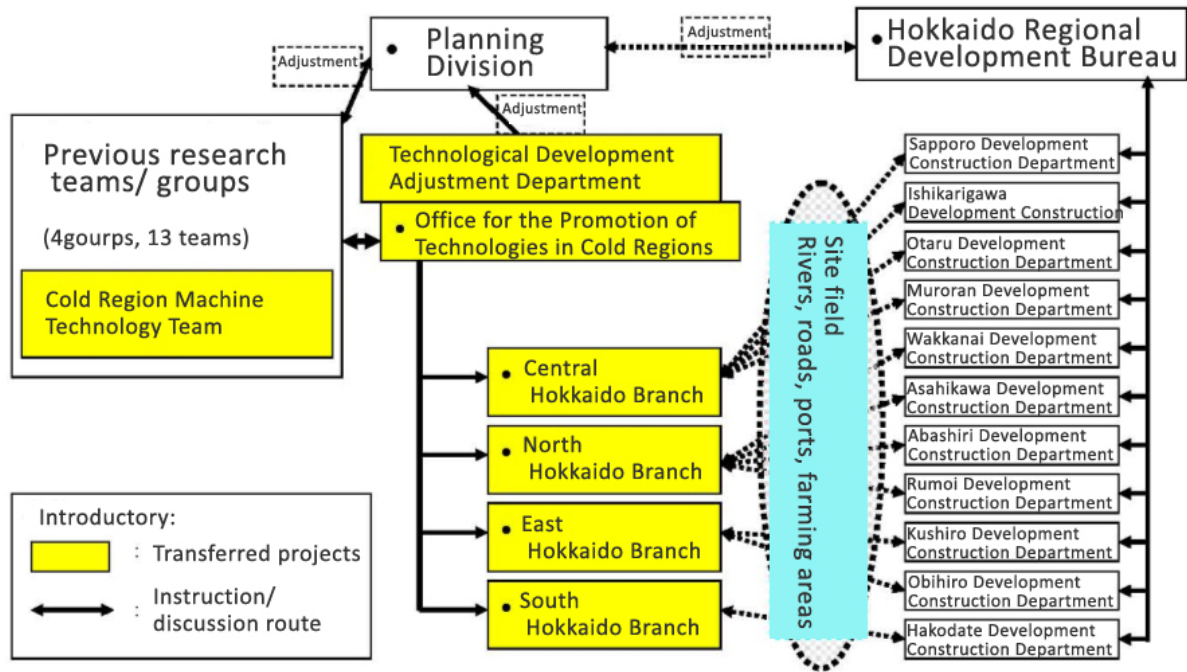 Adjustment
Planning
Division
Adjustment
Hokkaido Regional
Development Bureau
Adjustment
Previous research
teams/ groups
(4gourps, 13 teams)
Cold Region Machine
Technology Team
Technological Development
Adjustment Department
Office for the Promotion of
Technologies in Cold Regions
Central
Hokkaido Branch
North
Hokkaido Branch
East
Hokkaido Branch
South
Hokkaido Branch
Site field
Rivers, roads, ports, farming areas
Sapporo Development
Construction Department
Ishikarigawa
Development Construction
Otaru Development
Construction Department
Muroran Development
Construction Department
Wakkanai Development
Construction Department
Asahikawa Development
Construction Department
Abashiri Development
Construction Department
Rumoi Development
Construction Department
Kushiro Development
Construction Department
Obihiro Development
Construction Department
Hakodate Development
Construction Department
Introductory:
: Transferred projects
: Instruction/
discussion route